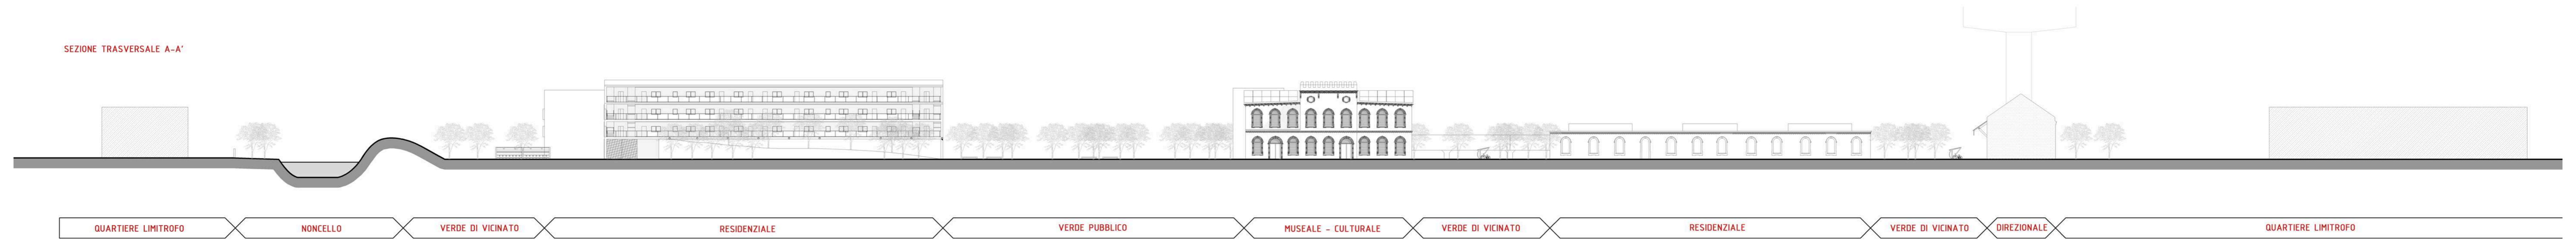 SEZIONE TRASVERSALE A-A'
QUARTIERE LIMITROFO
NONCELLO
VERDE DI VICINATO
RESIDENZIALE
VERDE PUBBLICO
MUSEALE - CULTURALE
VERDE DI VICINATO
RESIDENZIALE
VERDE DI VICINATO
DIREZIONALE
QUARTIERE LIMITROFO